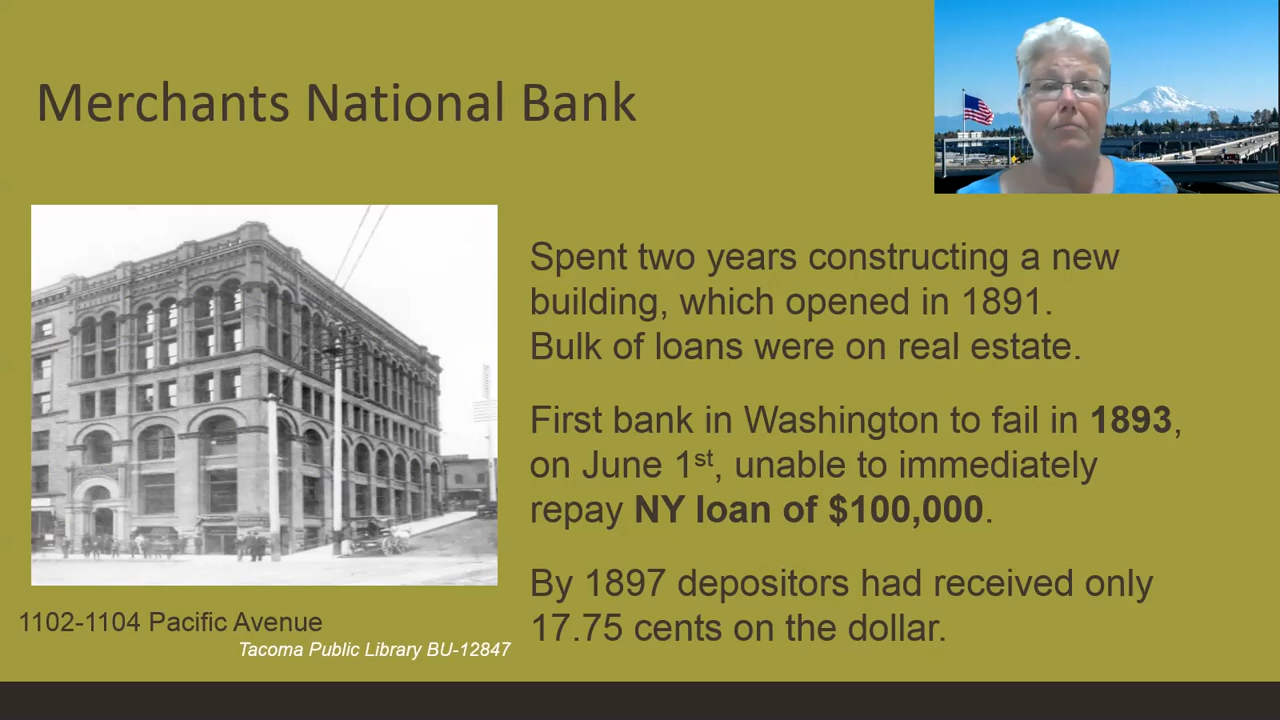 Merchants National Bank
Spent two years constructing a new
building, which opened in 1891.
Bulk of loans were on real estate.
First bank in Washington to fail in 1893,
on June 1st, unable to immediately
repay NY loan of $100,000.
By 1897 depositors had received only
17.75 cents on the dollar.
1102-1104 Pacific Avenue
Tacoma Public Library BU-12847